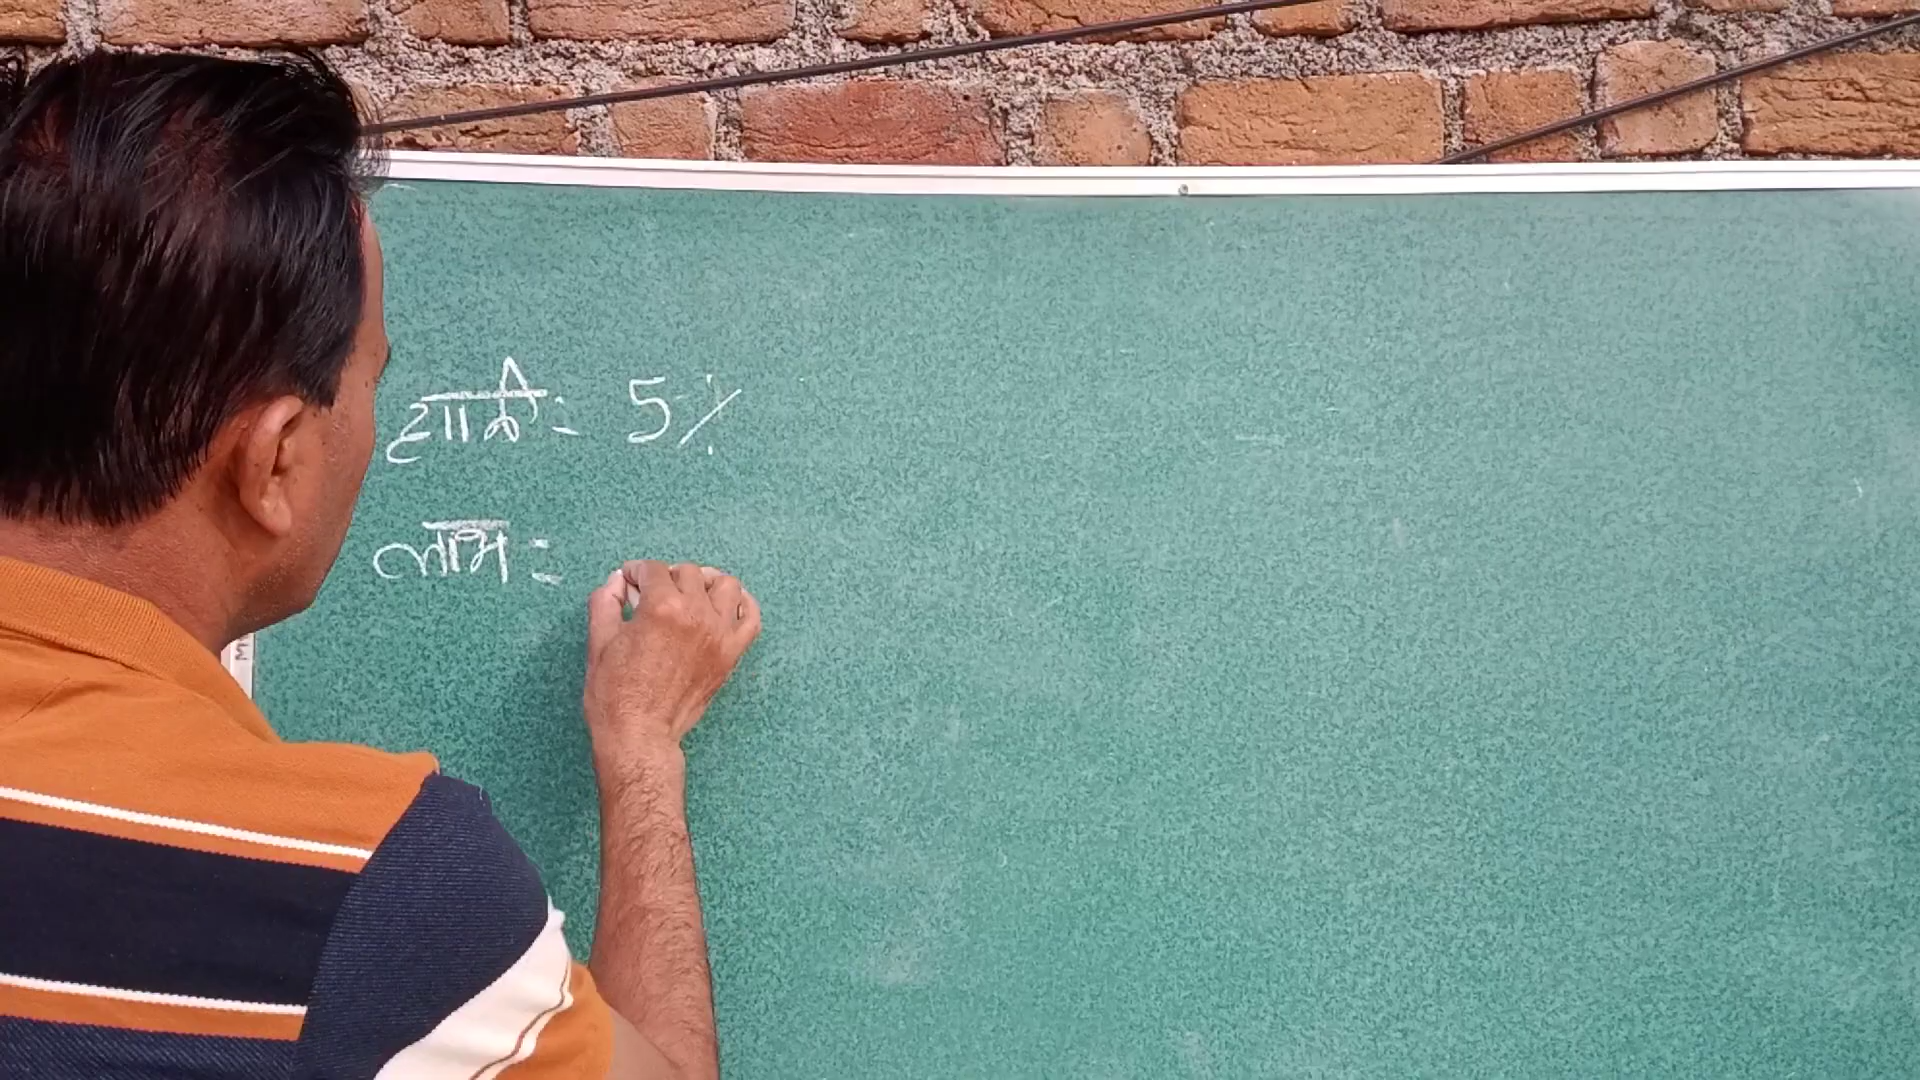 हानि = 5%
लाभ =